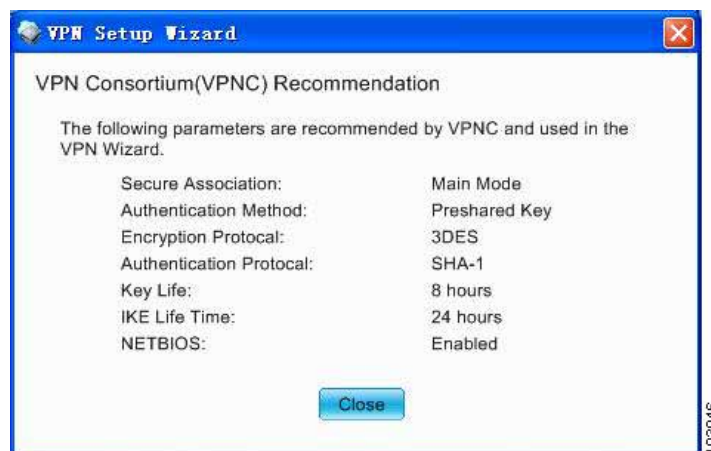 VPN Setup Wizard
VPN Consortium(VPNC) Recommendation
The following parameters are recommended by VPNC and used in the
VPN Wizard.
Secure Association: Main Mode
Authentication Method: Preshared Key
Encryption Protocal: 3DES
Authentication Protocal: SHA-1
Key Life: 8 hours
IKE Life Time: 24 hours
NETBIOS: Enabled
Close